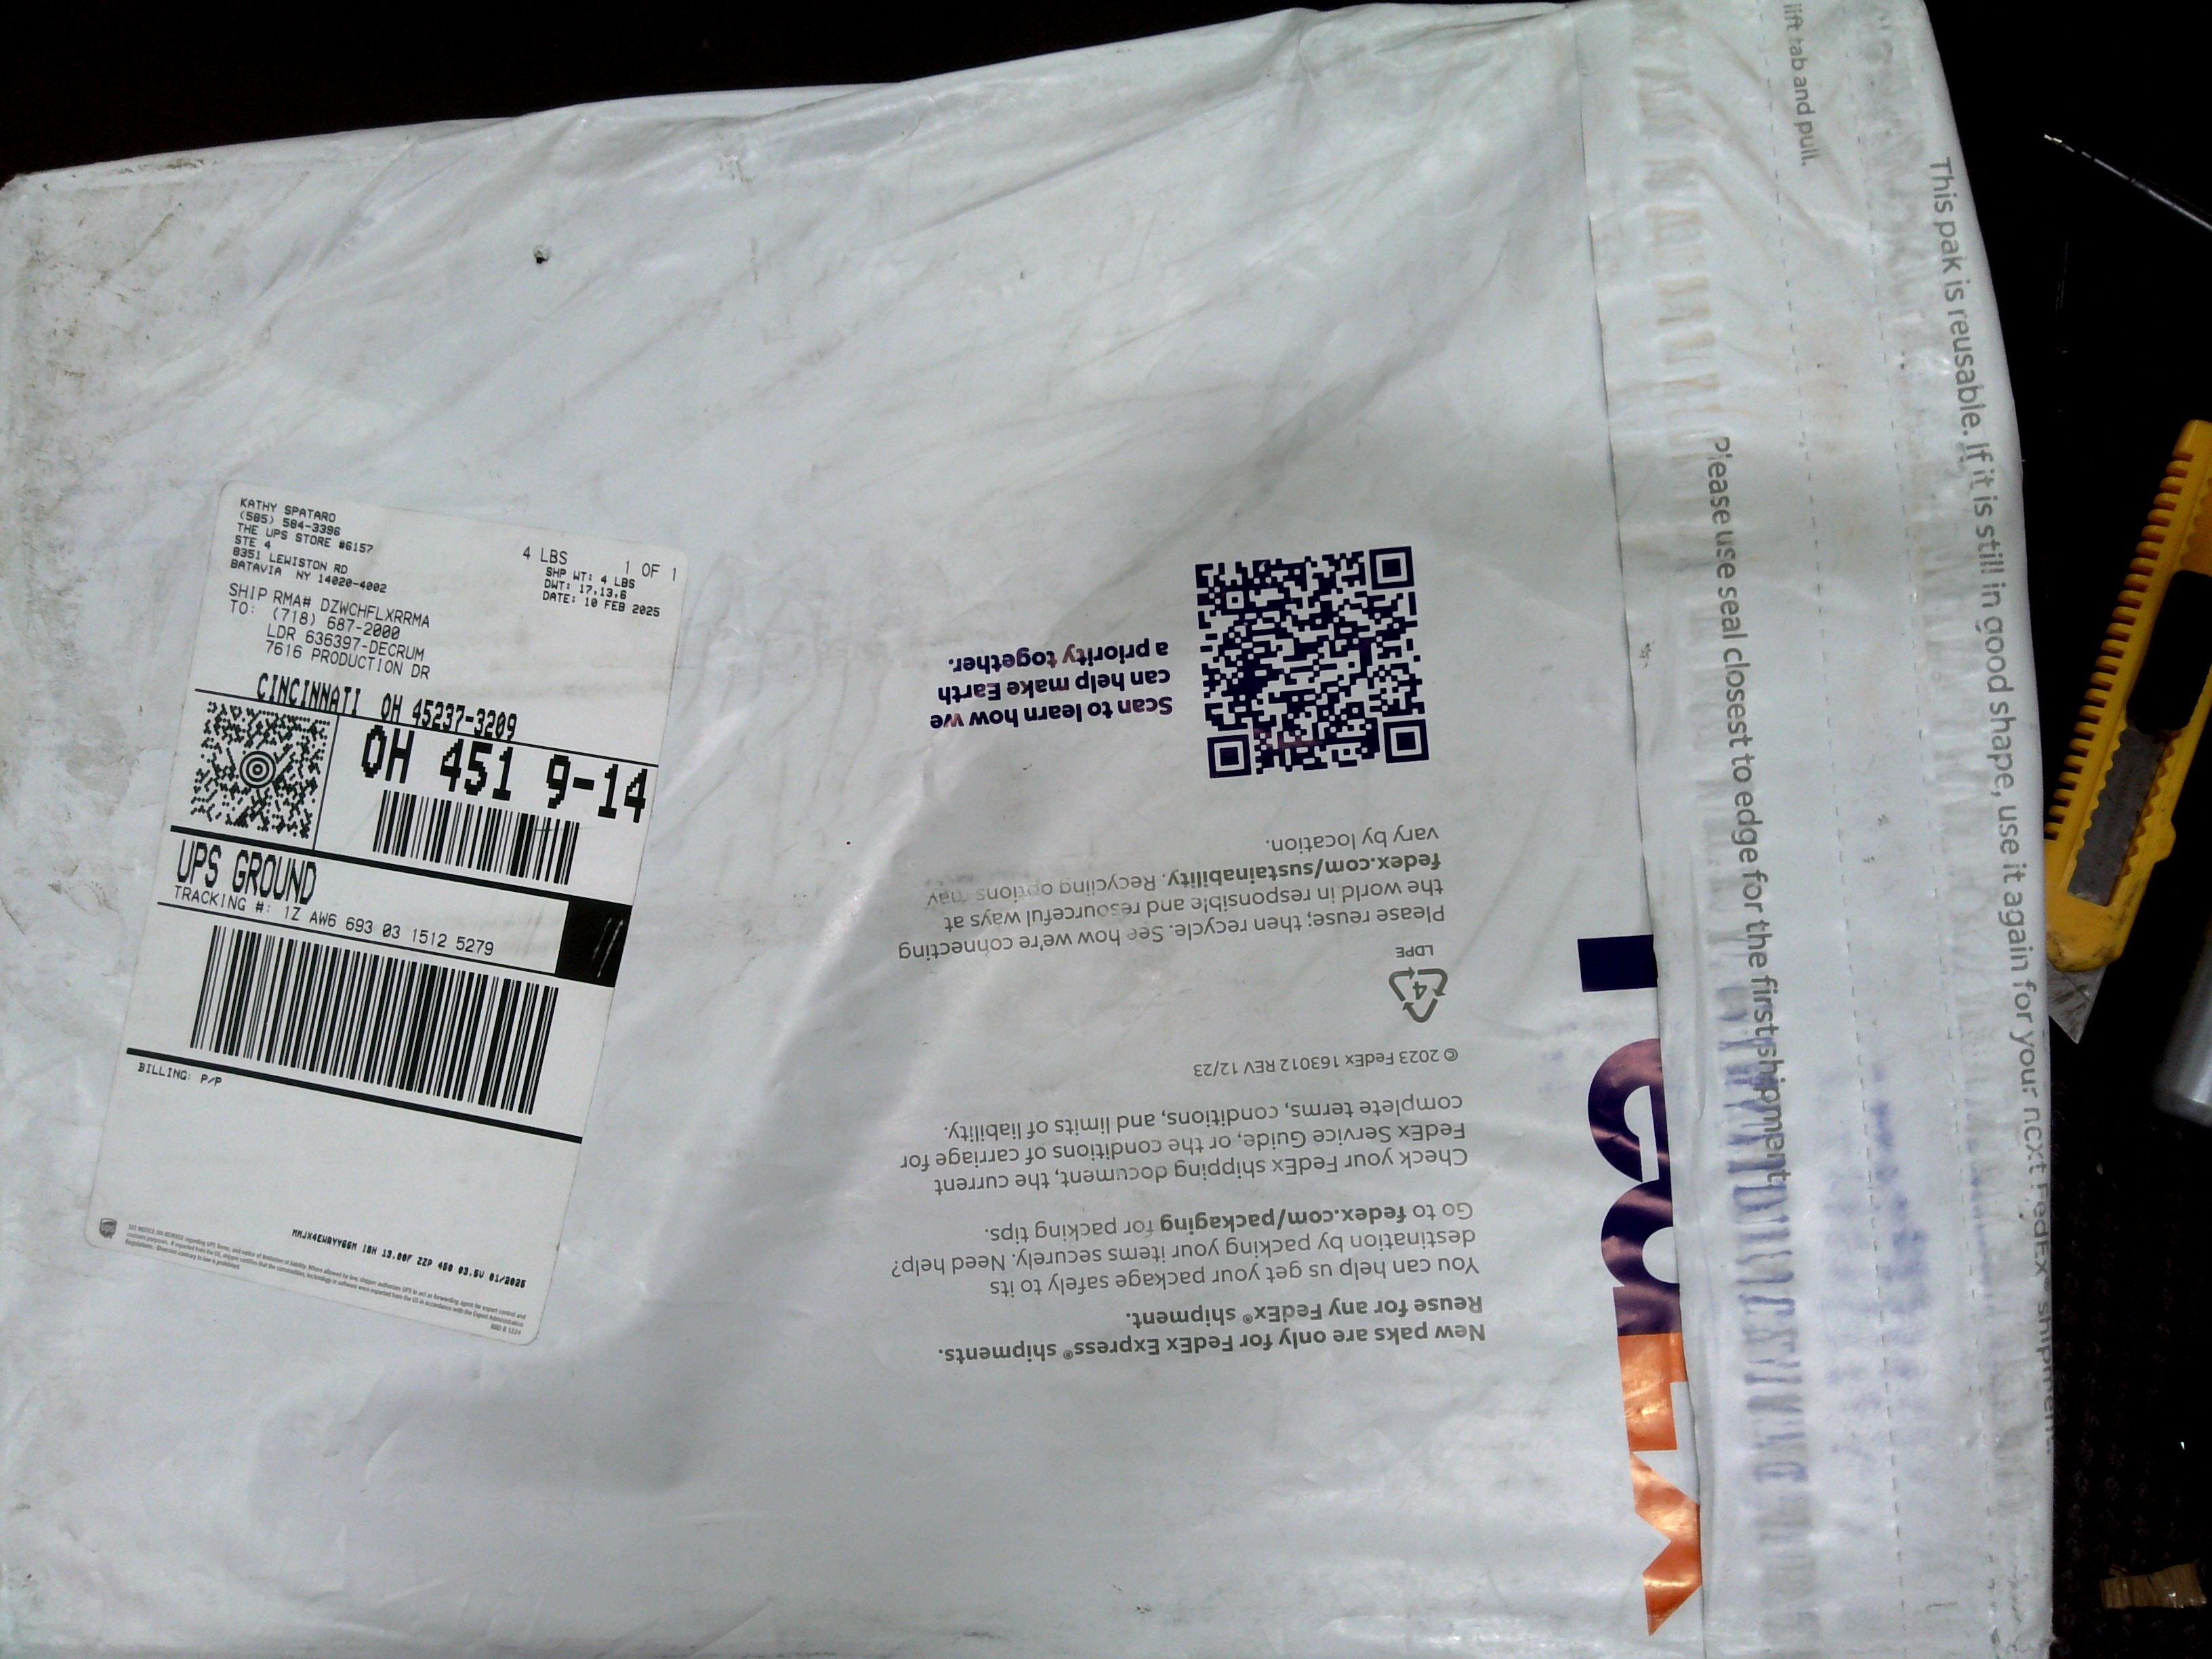 KATHY SPATARO
(585) 584-3396
THE UPS STORE #6157
STE 4
8351 LEWISTON RD
BATAVIA NY 14020-4002
4 LBS 1 OF 1
SHP WT: 4 LBS
DWT: 17,13,6
DATE: 10 FEB 2025
SHIP RMA# DZWCHFLXRRMA
TO: (718) 687-2000
LDR 636397-DECRUM
7616 PRODUCTION DR
CINCINNATI OH 45237-3209
OH 451 9-14
UPS GROUND
TRACKING #: 1Z AW6 693 03 1512 5279
BILLING: P/P
ISH 13.00F ZZP 450 03.5U 01/2025
New paks are only for FedEx Express® shipments.
Reuse for any FedEx® shipment.
You can help us get your package safely to its
destination by packing your items securely. Need help?
Go to fedex.com/packaging for packing tips.
Check your FedEx shipping document, the current
FedEx Service Guide, or the conditions of carriage for
complete terms, conditions, and limits of liability.
© 2023 FedEx 163012 REV 12/23
4
LDPE
Please reuse; then recycle. See how we're connecting
the world in responsible and resourceful ways at
fedex.com/sustainability. Recycling options may
vary by location.
Scan to learn how we
can help make Earth
a priority together.
lift tab and pull.
Please use seal closest to edge for the first shipment
This pak is reusable. If it is still in good shape, use it again for your next FedEx® shipment.